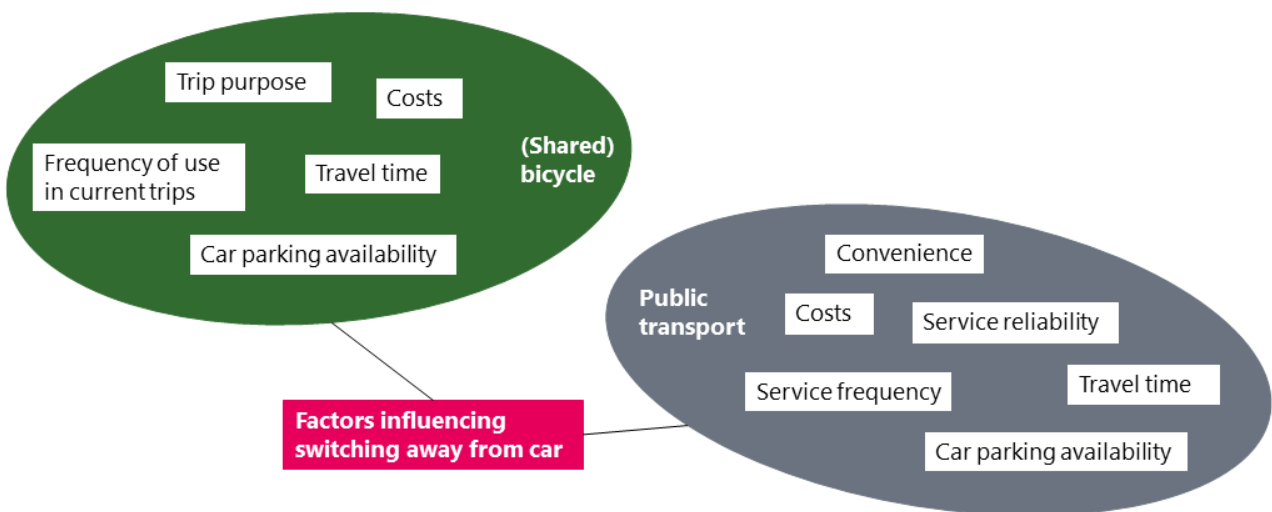 Trip purpose
Costs
(Shared)
bicycle
Frequency of use
in current trips
Travel time
Car parking availability
Convenience
Public
transport
Costs
Service reliability
Service frequency
Travel time
Car parking availability
Factors influencing
switching away from car